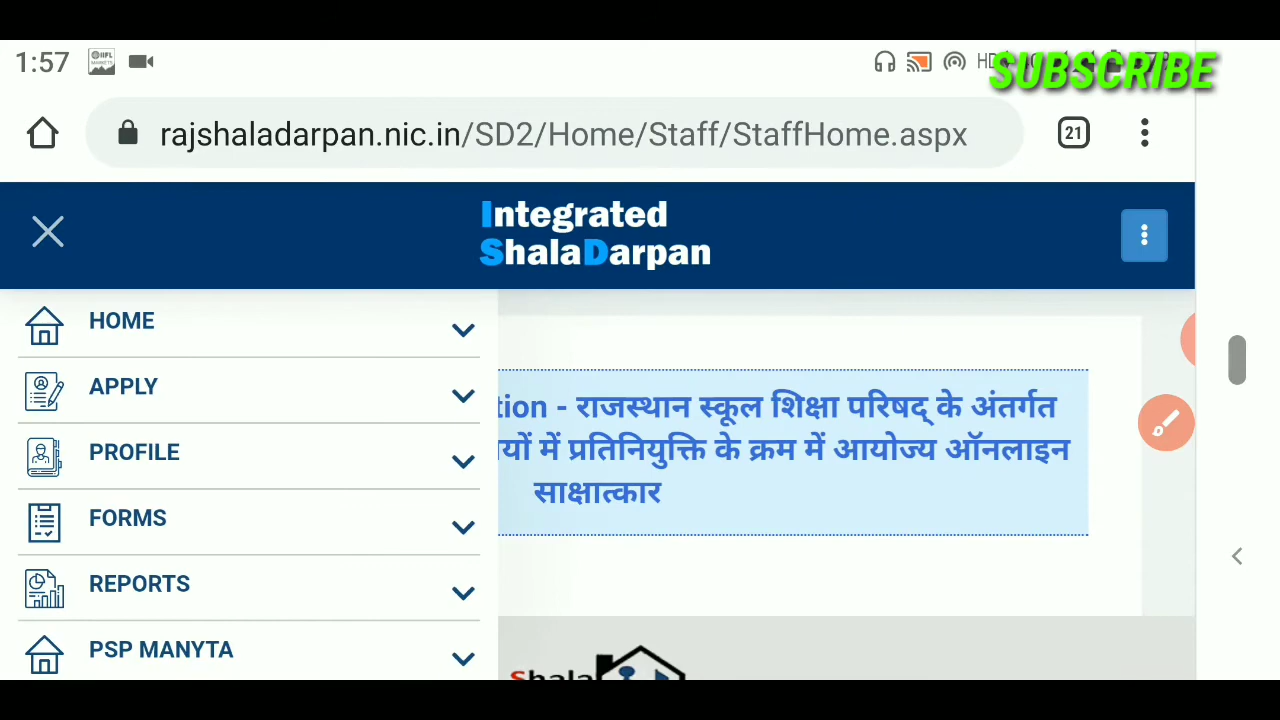 1:57
SUBSCRIBE
rajshaladarpan.nic.in/SD2/Home/Staff/StaffHome.aspx
21
Integrated
ShalaDarpan
HOME
APPLY
PROFILE
FORMS
REPORTS
PSP MANYTA
tion - राजस्थान स्कूल शिक्षा परिषद् के अंतर्गत
यों में प्रतिनियुक्ति के क्रम में आयोज्य ऑनलाइन
साक्षात्कार
Shala